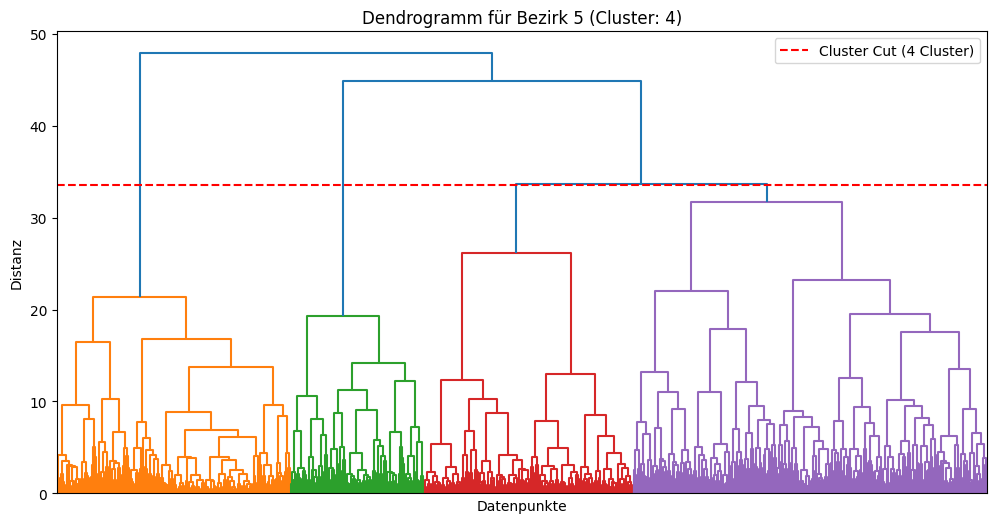 Dendrogramm für Bezirk 5 (Cluster: 4)
50
Cluster Cut (4 Cluster)
40
30
Distanz
20
10
0
Datenpunkte